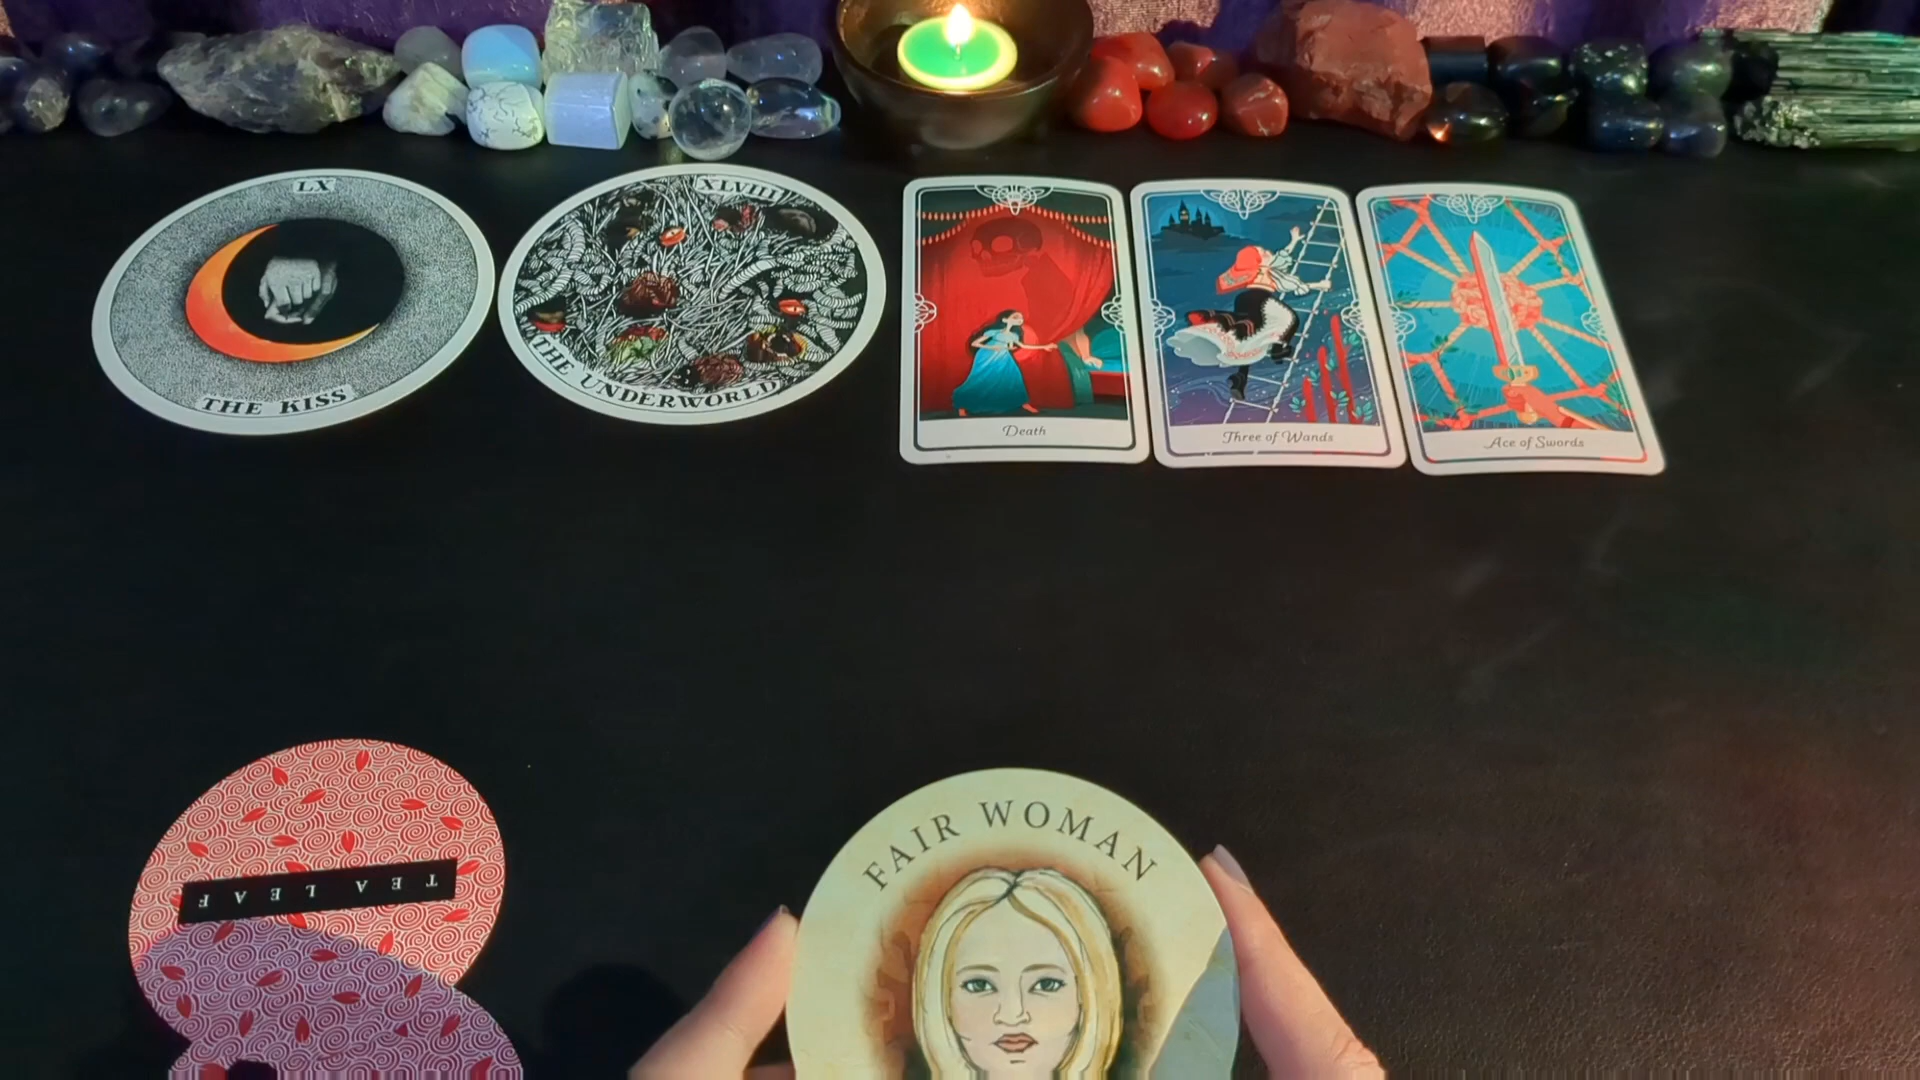 LX
THE KISS
XLVIII
THE UNDERWORLD
Death
Three of Wands
Ace of Swords
TEA LEAF
FAIR WOMAN